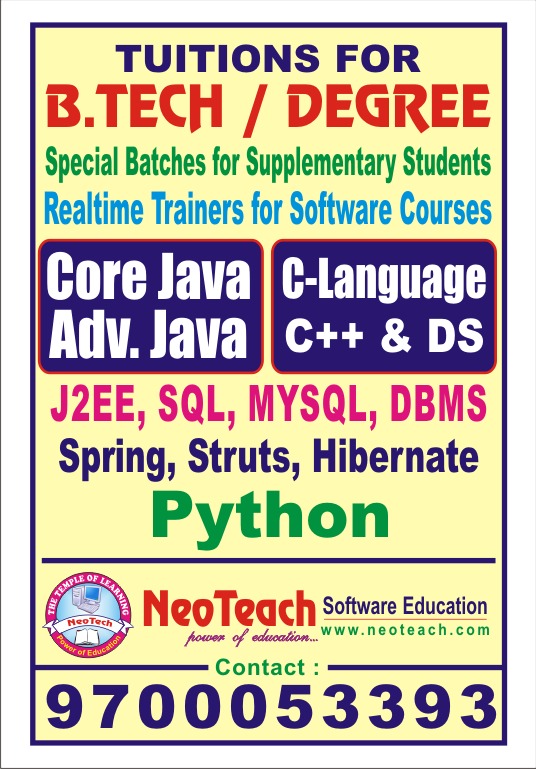 TUITIONS FOR
B.TECH / DEGREE
Special Batches for Supplementary Students
Realtime Trainers for Software Courses
Core Java
Adv. Java
C-Language
C++ & DS
J2EE, SQL, MYSQL, DBMS
Spring, Struts, Hibernate
Python
THE TEMPLE OF LEARNING
NeoTech
Power of Education
NeoTeach
power of education...
Software Education
www.neoteach.com
Contact :
9700053393